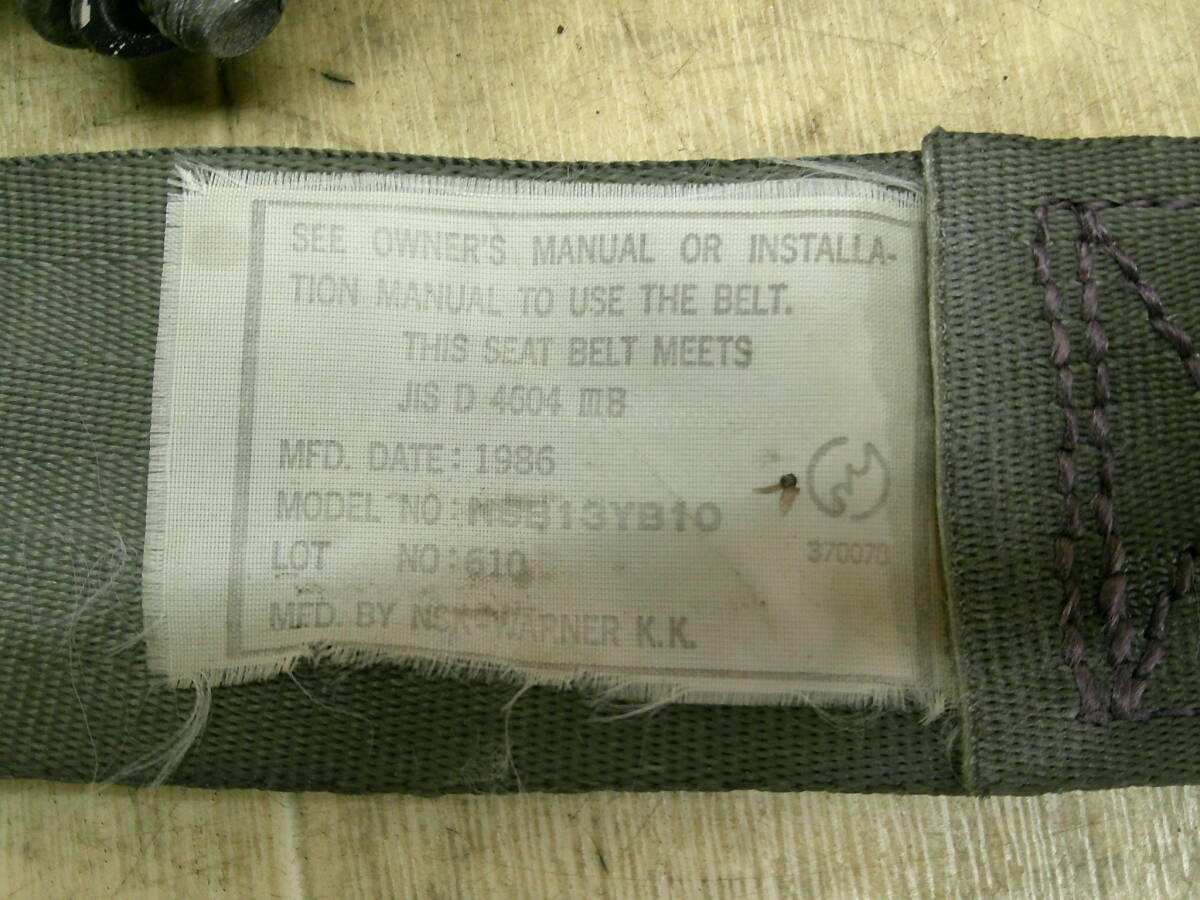 SEE OWNER'S MANUAL OR INSTALLA-
TION MANUAL TO USE THE BELT.
THIS SEAT BELT MEETS
JIS D 4604 IIIB
MFD. DATE: 1986
MODEL NO: NSB13YB10
LOT NO: 610
370078
MFD. BY NSK-WARNER K.K.